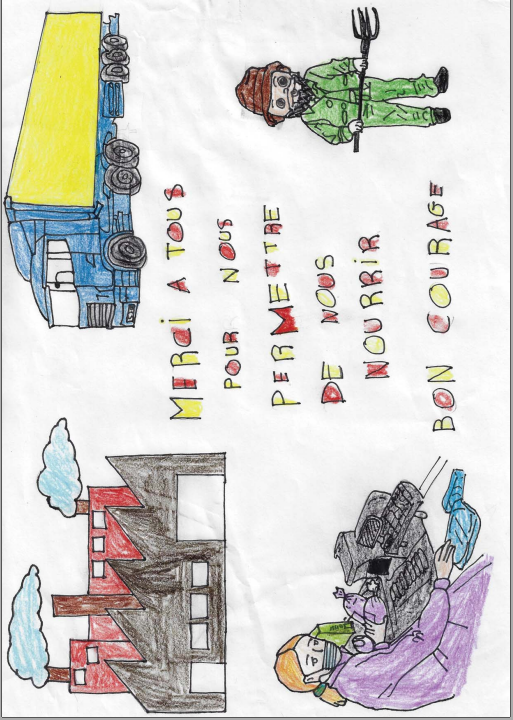 MERCI A TOUS
POUR NOUS
PERMETTRE
DE NOUS
NOURRIR
BON COURAGE